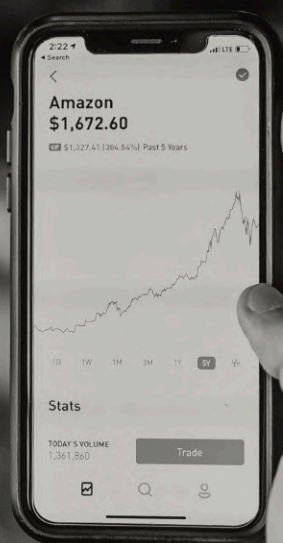 2:22
LTE
Search
Amazon
$1,672.60
UP $1,327.41 (384.54%) Past 5 Years
1D 1W 1M 3M 1Y 5Y
Stats
TODAY'S VOLUME
1,361,860
Trade